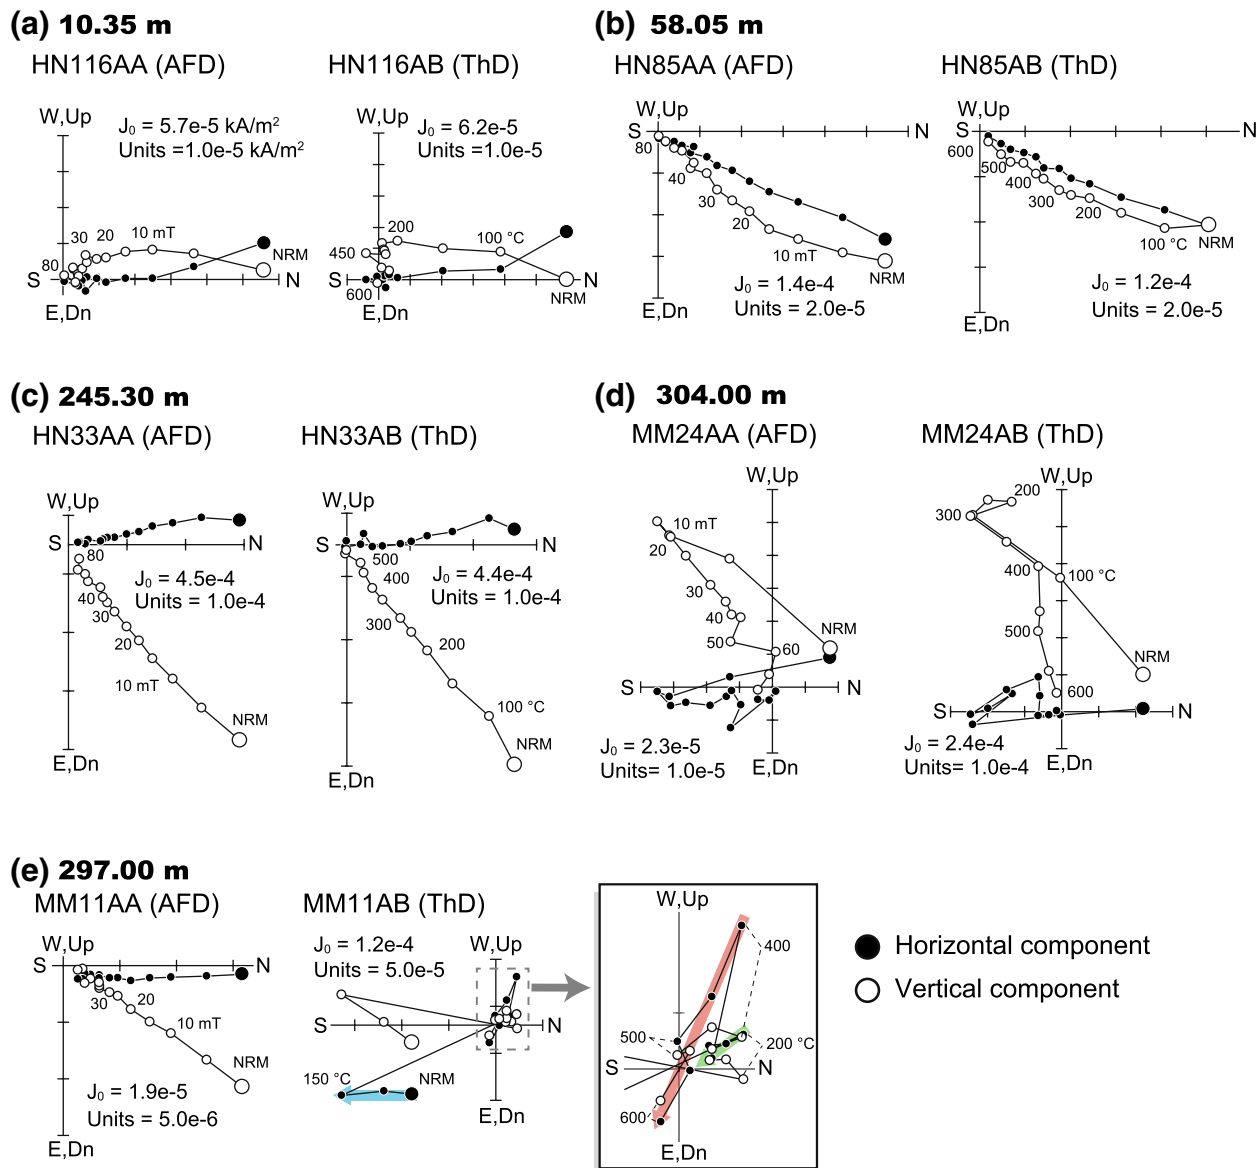 (a) 10.35 m
HN116AA (AFD)
W,Up
J0 = 5.7e-5 kA/m2
Units =1.0e-5 kA/m2
30 20 10 mT
NRM
80
S N
E,Dn
HN116AB (ThD)
W,Up
J0 = 6.2e-5
Units =1.0e-5
200
100 °C
450
S N
600
NRM
E,Dn
(b) 58.05 m
HN85AA (AFD)
W,Up
S N
80
40
30
20
10 mT
NRM
J0 = 1.4e-4
Units = 2.0e-5
E,Dn
HN85AB (ThD)
W,Up
S N
600
500
400
300
200
100 °C
NRM
J0 = 1.2e-4
Units = 2.0e-5
E,Dn
(c) 245.30 m
HN33AA (AFD)
W,Up
S N
80
J0 = 4.5e-4
Units = 1.0e-4
40
30
20
10 mT
NRM
E,Dn
HN33AB (ThD)
W,Up
S N
500
400
J0 = 4.4e-4
Units = 1.0e-4
300
200
100 °C
NRM
E,Dn
(d) 304.00 m
MM24AA (AFD)
W,Up
10 mT
20
30
40
NRM
50
60
S N
J0 = 2.3e-5
Units= 1.0e-5
E,Dn
MM24AB (ThD)
W,Up
200
300
400
100 °C
500
NRM
600
S N
J0 = 2.4e-4
Units= 1.0e-4
E,Dn
(e) 297.00 m
MM11AA (AFD)
W,Up
S N
30
20
10 mT
NRM
J0 = 1.9e-5
Units = 5.0e-6
E,Dn
MM11AB (ThD)
J0 = 1.2e-4
Units = 5.0e-5
W,Up
S N
150 °C
NRM
E,Dn
W,Up
400
500
200 °C
S N
600
E,Dn
Horizontal component
Vertical component